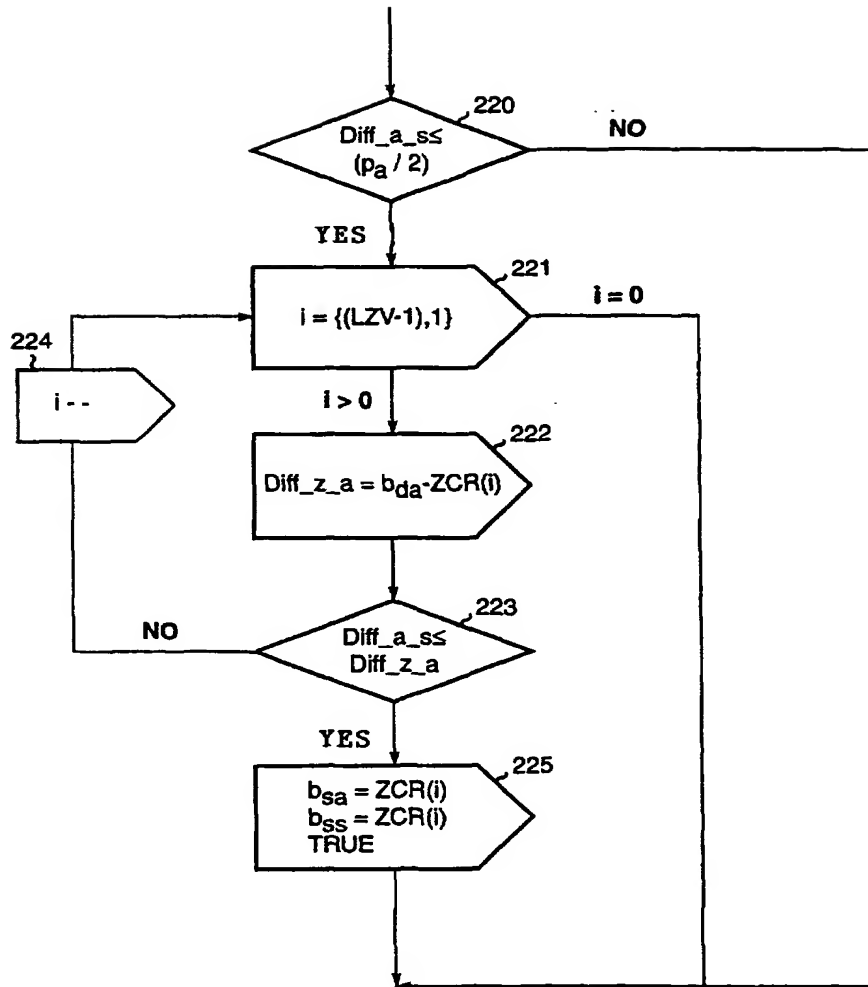 220
Diff_a_s≤
(pa / 2)
NO
YES
221
i = {(LZV-1),1}
i = 0
224
i - -
i > 0
222
Diff_z_a = bda-ZCR(i)
223
Diff_a_s≤
Diff_z_a
NO
YES
225
bsa = ZCR(i)
bss = ZCR(i)
TRUE